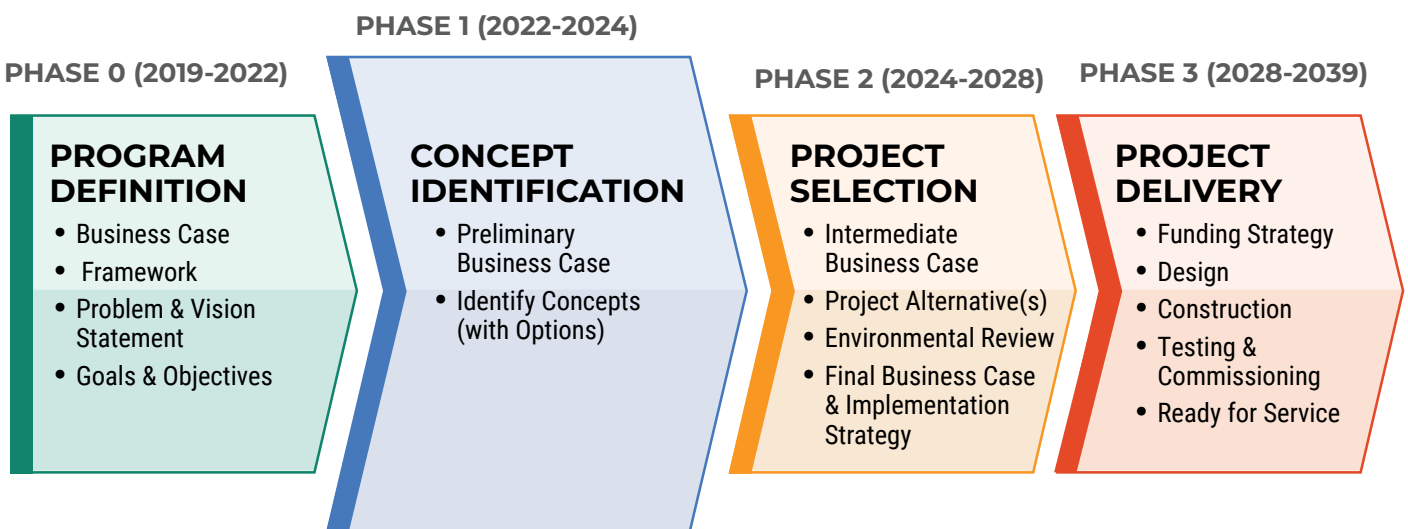 PHASE 0 (2019-2022)
PROGRAM
DEFINITION
• Business Case
• Framework
• Problem & Vision
Statement
• Goals & Objectives
PHASE 1 (2022-2024)
CONCEPT
IDENTIFICATION
• Preliminary
Business Case
• Identify Concepts
(with Options)
PHASE 2 (2024-2028)
PROJECT
SELECTION
• Intermediate
Business Case
• Project Alternative(s)
• Environmental Review
• Final Business Case
& Implementation
Strategy
PHASE 3 (2028-2039)
PROJECT
DELIVERY
• Funding Strategy
• Design
• Construction
• Testing &
Commissioning
• Ready for Service